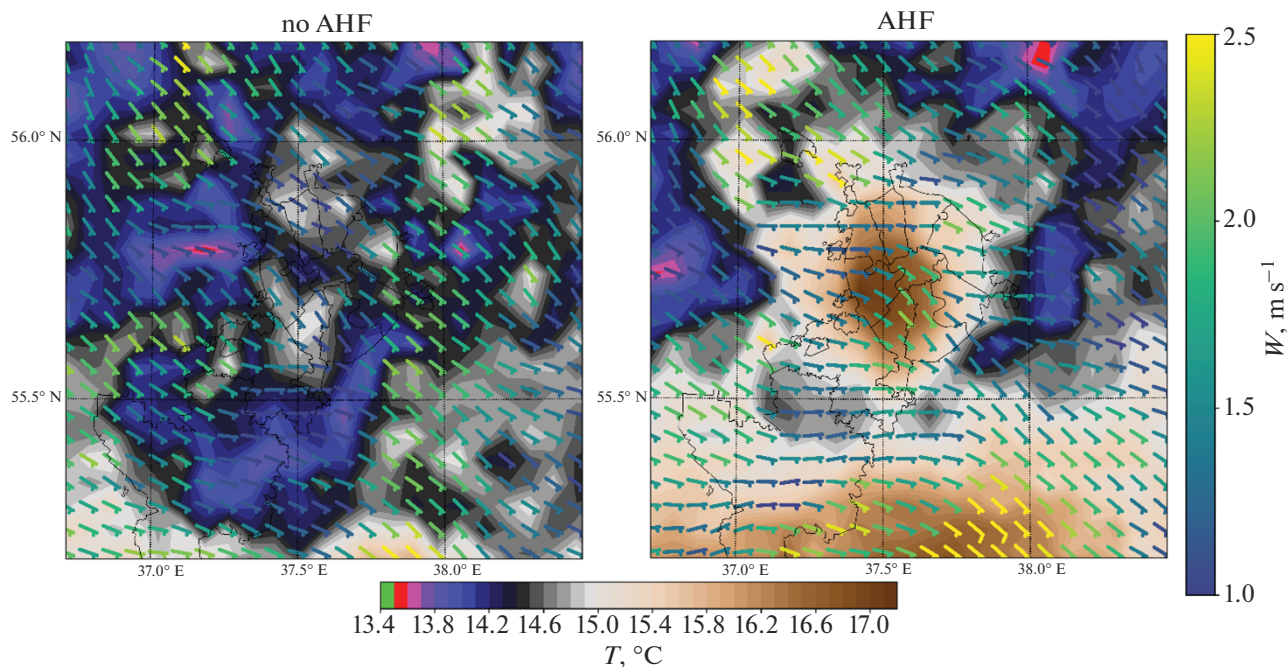 no AHF
AHF
56.0° N
55.5° N
37.0° E 37.5° E 38.0° E
56.0° N
55.5° N
37.0° E 37.5° E 38.0° E
2.5
2.0
1.5
1.0
W, m s⁻¹
13.4 13.8 14.2 14.6 15.0 15.4 15.8 16.2 16.6 17.0
T, °C